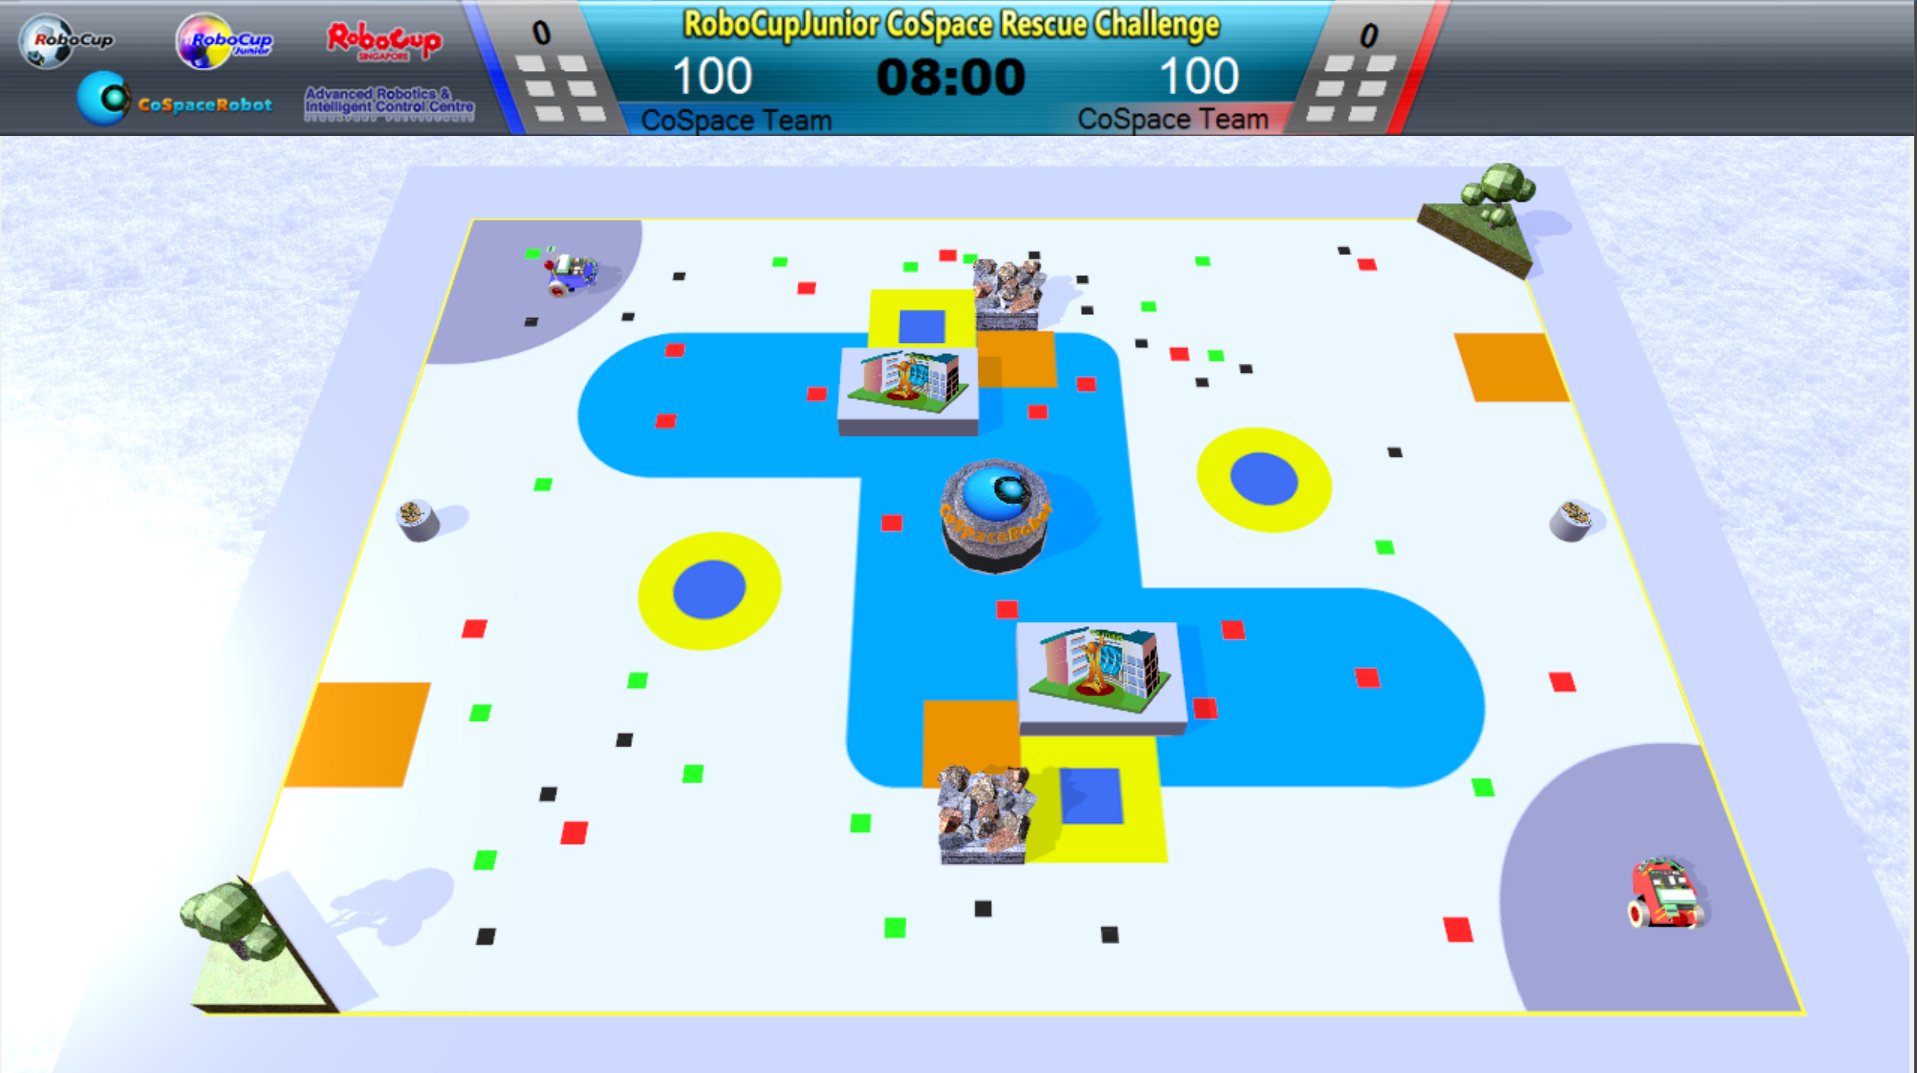 RoboCup
RoboCup
Junior
RoboCup
SINGAPORE
CoSpaceRobot
Advanced Robotics &
Intelligent Control Centre
0
RoboCupJunior CoSpace Rescue Challenge
0
100
08:00
100
CoSpace Team
CoSpace Team
CoSpaceRobot